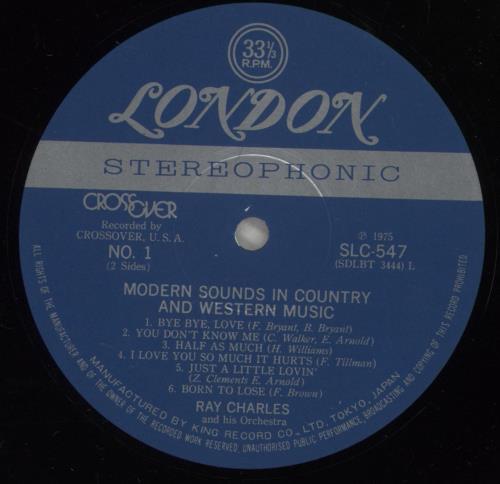 33 1/3
R.P.M.
LONDON
STEREOPHONIC
CROSSOVER
Recorded by
CROSSOVER, U.S.A.
NO. 1
(2 Sides)
℗ 1975
SLC-547
(SDLBT 3444) L
MODERN SOUNDS IN COUNTRY
AND WESTERN MUSIC
1. BYE BYE, LOVE (F. Bryant, B. Bryant)
2. YOU DON'T KNOW ME (C. Walker, E. Arnold)
3. HALF AS MUCH (H. Williams)
4. I LOVE YOU SO MUCH IT HURTS (F. Tillman)
5. JUST A LITTLE LOVIN'
(Z. Clements E. Arnold)
6. BORN TO LOSE (F. Brown)
RAY CHARLES
and his Orchestra
MANUFACTURED BY KING RECORD CO., LTD, TOKYO, JAPAN
ALL RIGHTS OF THE MANUFACTURER AND OF THE OWNER OF THE RECORDED WORK RESERVED. UNAUTHORISED PUBLIC PERFORMANCE, BROADCASTING AND COPYING OF THIS RECORD PROHIBITED